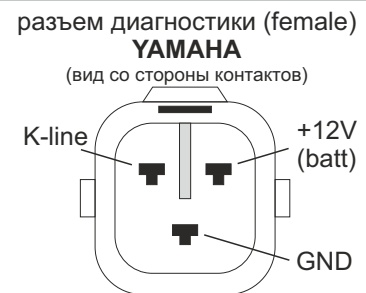 разъем диагностики (female)
YAMAHA
(вид со стороны контактов)
K-line
+12V
(batt)
GND